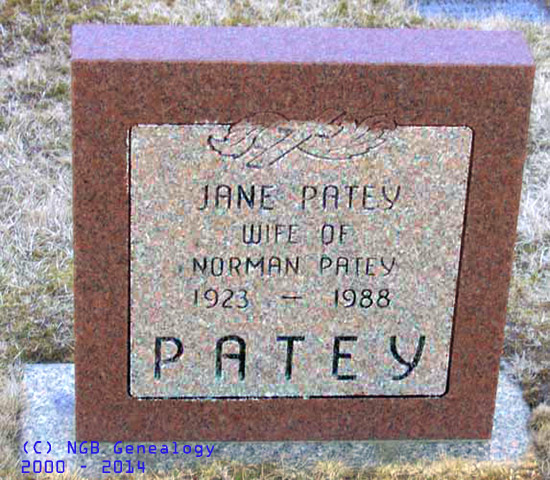 JANE PATEY
WIFE OF
NORMAN PATEY
1923 — 1988
PATEY
(C) NGB Genealogy
2000 - 2014